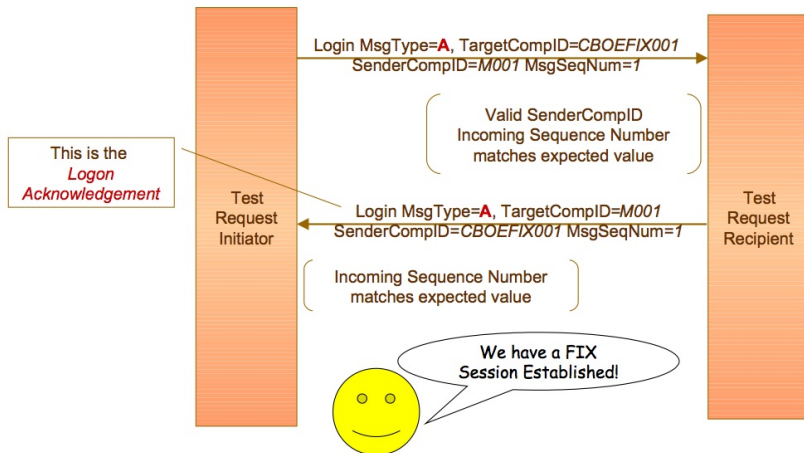 Login MsgType=A, TargetCompID=CBOEFIX001
SenderCompID=M001 MsgSeqNum=1
Valid SenderCompID
Incoming Sequence Number
matches expected value
This is the
Logon
Acknowledgement
Test
Request
Initiator
Login MsgType=A, TargetCompID=M001
SenderCompID=CBOEFIX001 MsgSeqNum=1
Test
Request
Recipient
Incoming Sequence Number
matches expected value
We have a FIX
Session Established!